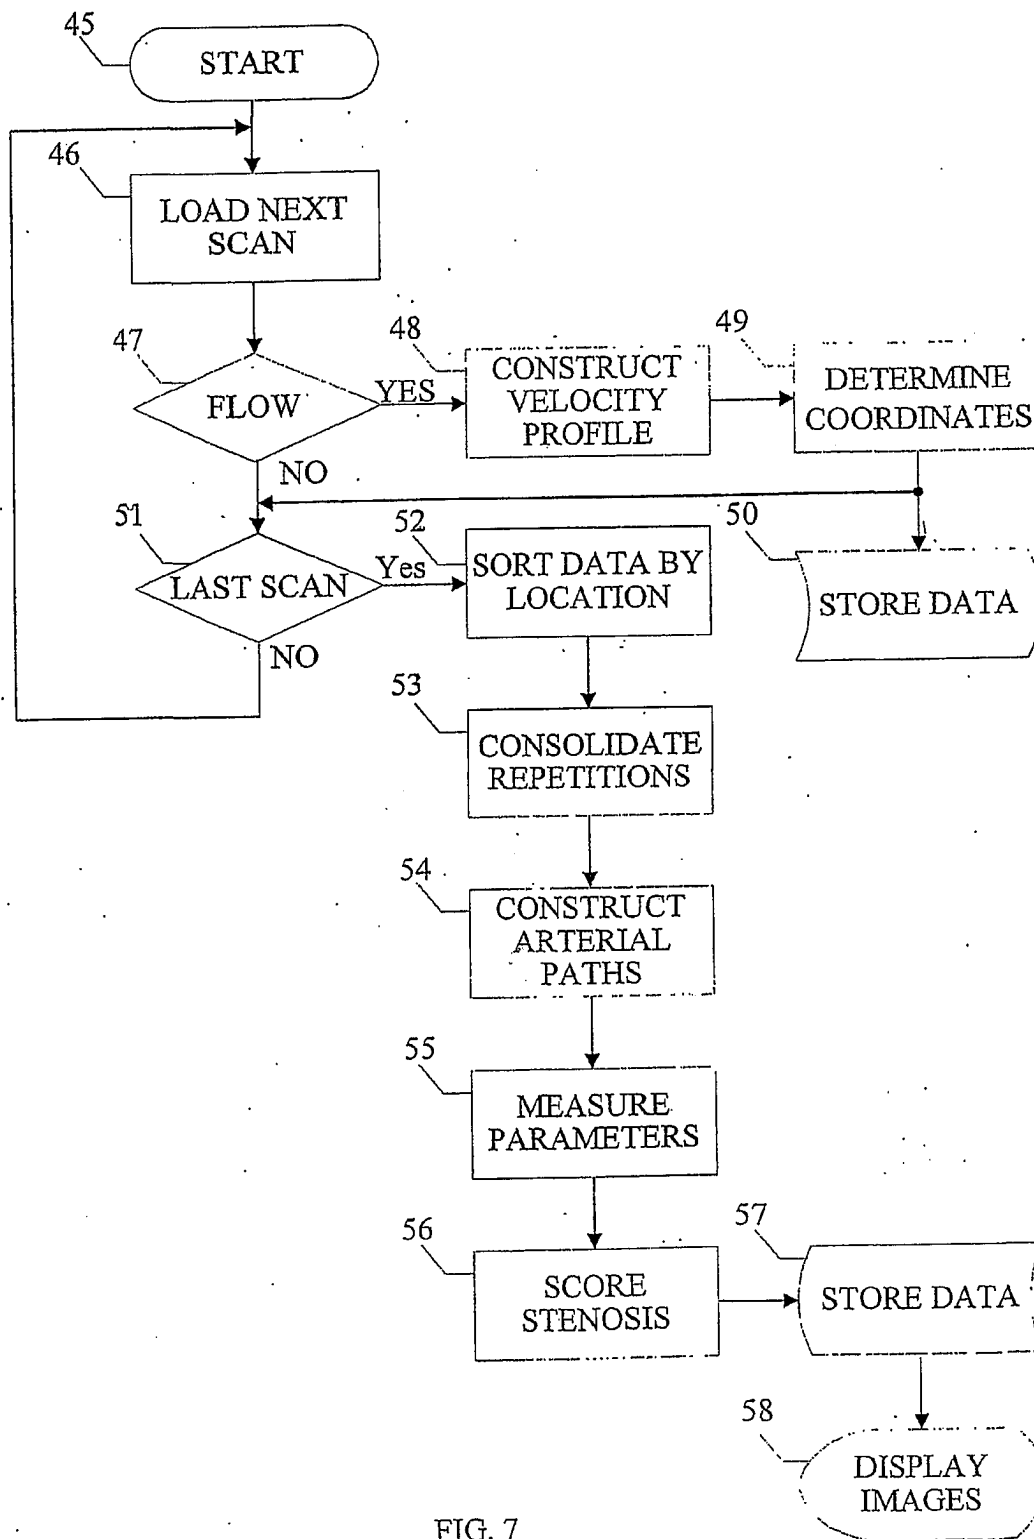 45
START
46
LOAD NEXT
SCAN
47
FLOW
YES
48
CONSTRUCT
VELOCITY
PROFILE
49
DETERMINE
COORDINATES
NO
50
STORE DATA
51
LAST SCAN
Yes
52
SORT DATA BY
LOCATION
NO
53
CONSOLIDATE
REPETITIONS
54
CONSTRUCT
ARTERIAL
PATHS
55
MEASURE
PARAMETERS
56
SCORE
STENOSIS
57
STORE DATA
58
DISPLAY
IMAGES
FIG. 7